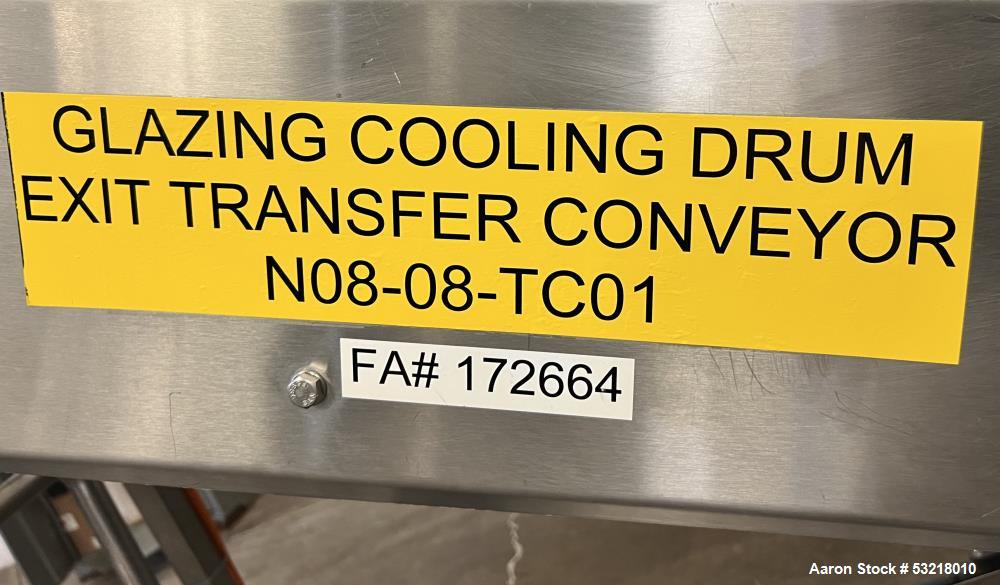 GLAZING COOLING DRUM
EXIT TRANSFER CONVEYOR
N08-08-TC01
FA# 172664
Aaron Stock # 53218010